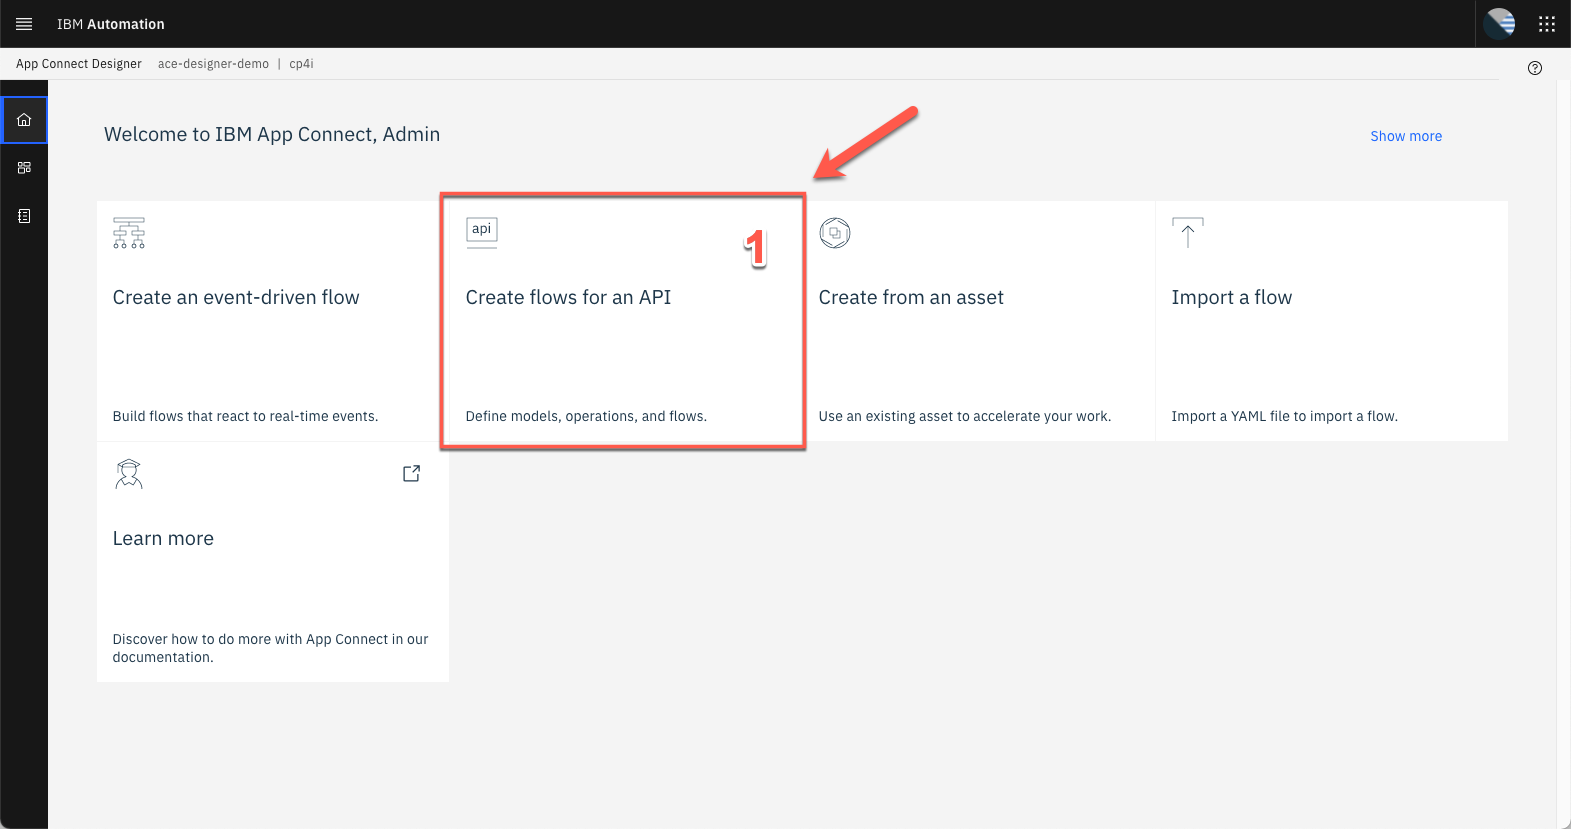 IBM Automation
App Connect Designer ace-designer-demo | cp4i
Welcome to IBM App Connect, Admin
Show more
api
1
Create an event-driven flow
Create flows for an API
Create from an asset
Import a flow
Build flows that react to real-time events.
Define models, operations, and flows.
Use an existing asset to accelerate your work.
Import a YAML file to import a flow.
Learn more
Discover how to do more with App Connect in our
documentation.